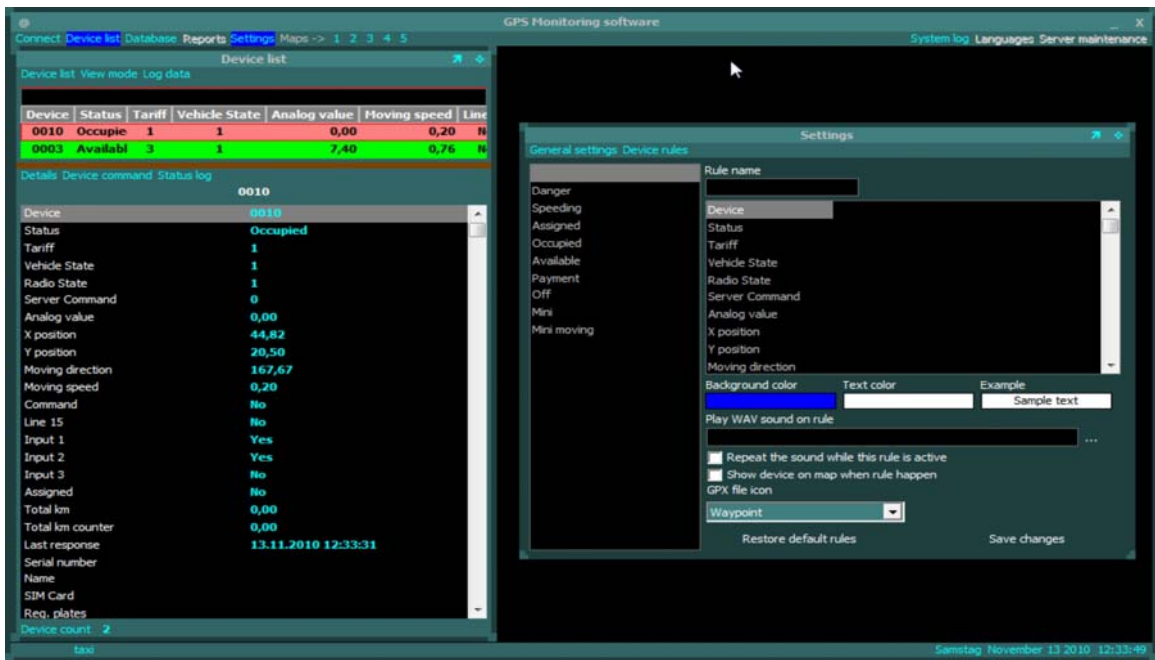 @ GPS Monitoring software _ X
Connect Device list Database Reports Settings Maps -> 1 2 3 4 5 System log Languages Server maintenance
Device list
Device list View mode Log data
Device Status Tariff Vehicle State Analog value Moving speed Line
0010 Occupie 1 1 0,00 0,20 N
0003 Availabl 3 1 7,40 0,76 N
Details Device command Status log
0010
Device 0010
Status Occupied
Tariff 1
Vehicle State 1
Radio State 1
Server Command 0
Analog value 0,00
X position 44,82
Y position 20,50
Moving direction 167,67
Moving speed 0,20
Command No
Line 15 No
Input 1 Yes
Input 2 Yes
Input 3 No
Assigned No
Total km 0,00
Total km counter 0,00
Last response 13.11.2010 12:33:31
Serial number
Name
SIM Card
Reg. plates
Device count 2
Settings
General settings Device rules
Danger
Speeding
Assigned
Occupied
Available
Payment
Off
Mini
Mini moving
Rule name
Device
Status
Tariff
Vehicle State
Radio State
Server Command
Analog value
X position
Y position
Moving direction
Background color Text color Example
Sample text
Play WAV sound on rule
...
Repeat the sound while this rule is active
Show device on map when rule happen
GPX file icon
Waypoint
Restore default rules Save changes
taxi Samstag November 13 2010 12:33:49